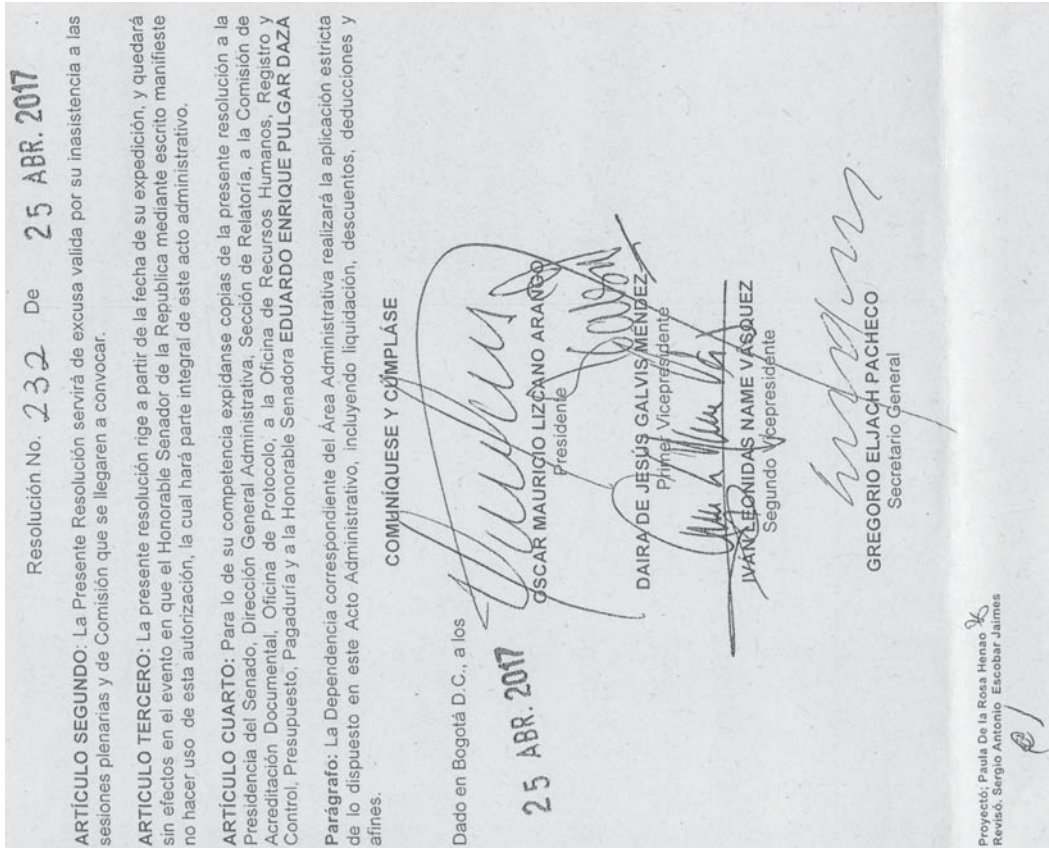 Resolución No. 232 De 25 ABR. 2017
ARTÍCULO SEGUNDO: La Presente Resolución servirá de excusa valida por su inasistencia a las
sesiones plenarias y de Comisión que se llegaren a convocar.
ARTICULO TERCERO: La presente resolución rige a partir de la fecha de su expedición, y quedará
sin efectos en el evento en que el Honorable Senador de la Republica mediante escrito manifieste
no hacer uso de esta autorización, la cual hará parte integral de este acto administrativo.
ARTÍCULO CUARTO: Para lo de su competencia expidanse copias de la presente resolución a la
Presidencia del Senado, Dirección General Administrativa, Sección de Relatoría, a la Comisión de
Acreditación Documental, Oficina de Protocolo, a la Oficina de Recursos Humanos, Registro y
Control, Presupuesto, Pagaduría y a la Honorable Senadora EDUARDO ENRIQUE PULGAR DAZA
Parágrafo: La Dependencia correspondiente del Área Administrativa realizará la aplicación estricta
de lo dispuesto en este Acto Administrativo, incluyendo liquidación, descuentos, deducciones y
afines.
COMUNÍQUESE Y CÚMPLÁSE
Dado en Bogotá D.C., a los
25 ABR. 2017
OSCAR MAURICIO LIZCANO ARANGO
Presidente
DAIRA DE JESÚS GALVIS MENDEZ
Primer Vicepresidente
IVÁN LEONIDAS NAME VÁSQUEZ
Segundo Vicepresidente
GREGORIO ELJACH PACHECO
Secretario General
Proyectó; Paula De la Rosa Henao
Revisó. Sergio Antonio Escobar Jaimes